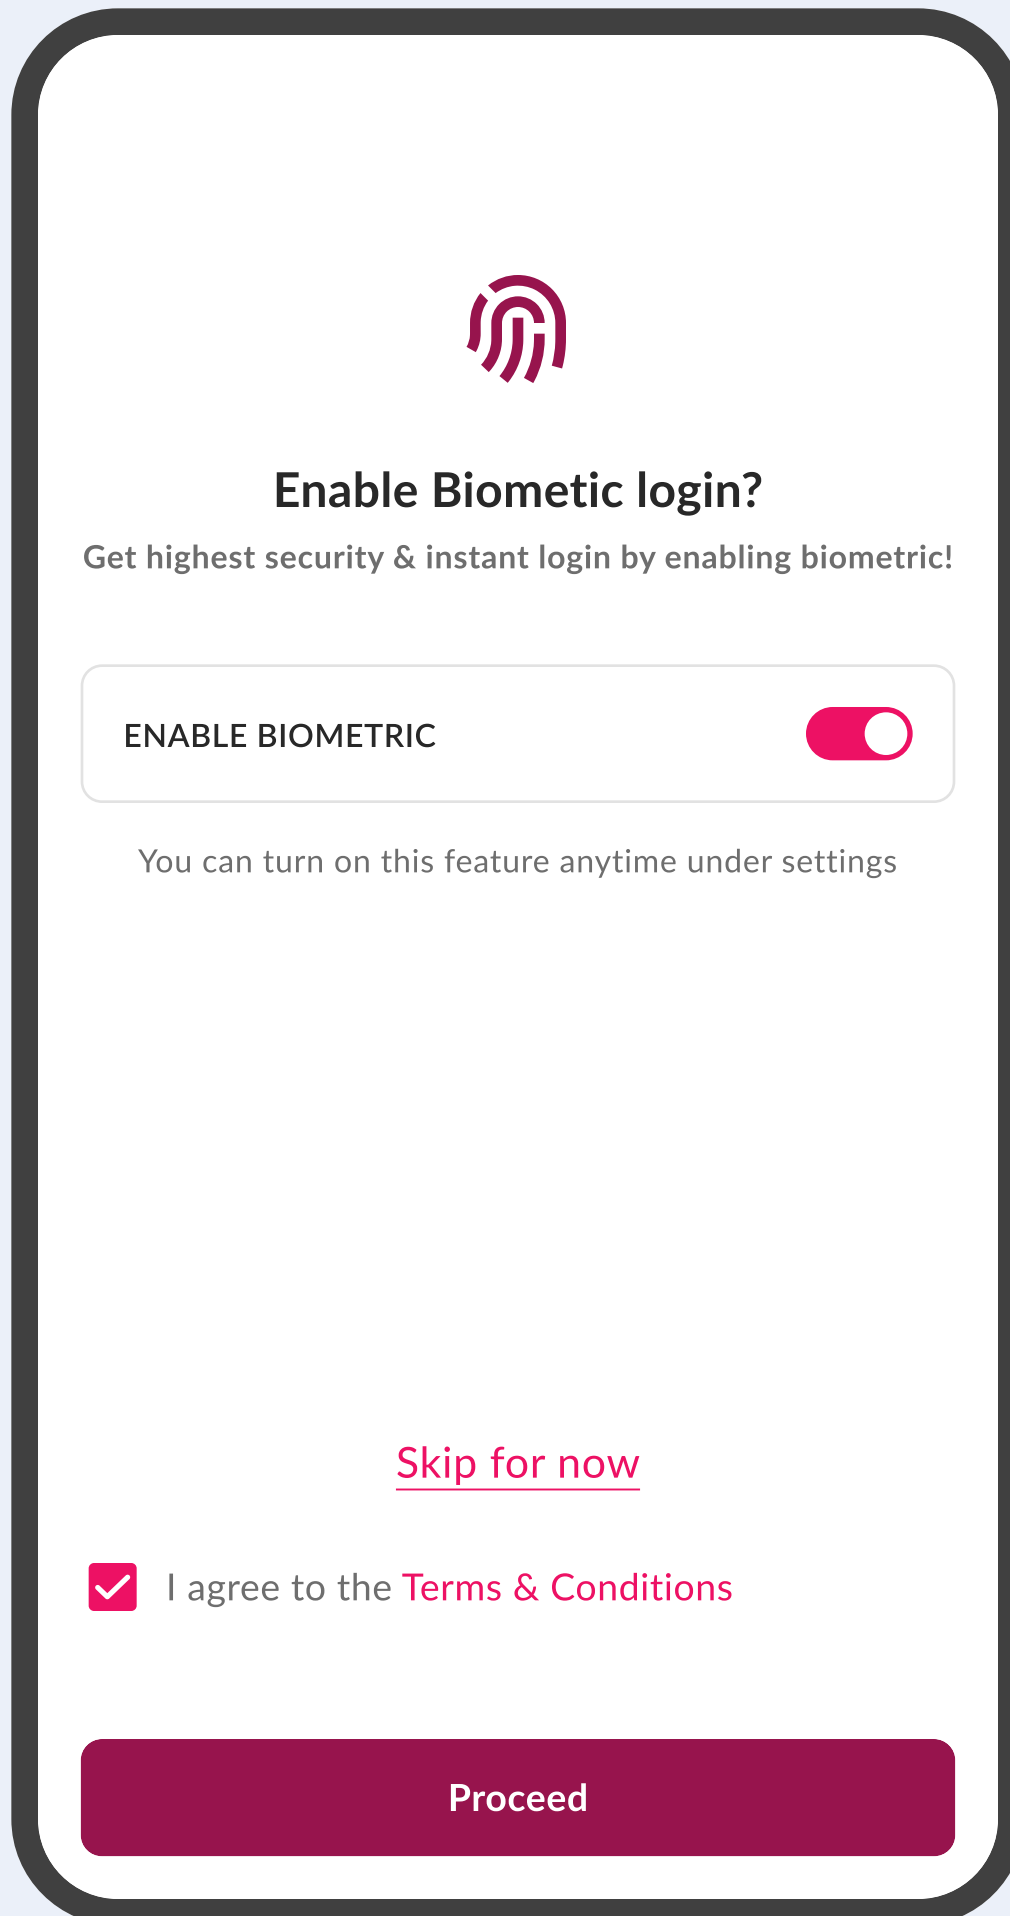 Enable Biometic login?
Get highest security & instant login by enabling biometric!
ENABLE BIOMETRIC
You can turn on this feature anytime under settings
Skip for now
I agree to the Terms & Conditions
Proceed